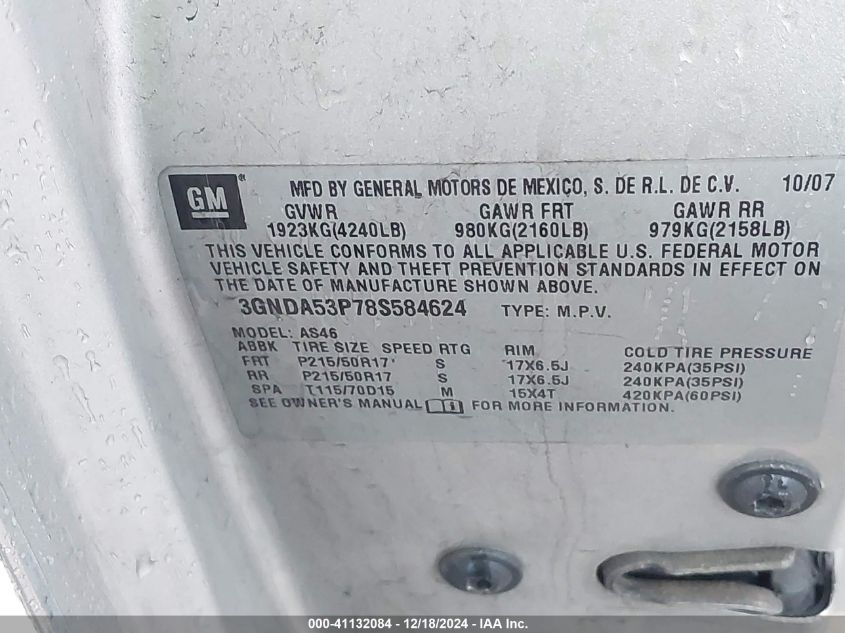 GM ® MFD BY GENERAL MOTORS DE MEXICO, S. DE R.L. DE C.V. 10/07
GVWR GAWR FRT GAWR RR
1923KG(4240LB) 980KG(2160LB) 979KG(2158LB)
THIS VEHICLE CONFORMS TO ALL APPLICABLE U.S. FEDERAL MOTOR
VEHICLE SAFETY AND THEFT PREVENTION STANDARDS IN EFFECT ON
THE DATE OF MANUFACTURE SHOWN ABOVE.
3GNDA53P78S584624 TYPE: M.P.V.
MODEL: AS46
ABBK TIRE SIZE SPEED RTG RIM COLD TIRE PRESSURE
FRT P215/50R17 S 17X6.5J 240KPA(35PSI)
RR P215/50R17 S 17X6.5J 240KPA(35PSI)
SPA T115/70D15 M 15X4T 420KPA(60PSI)
SEE OWNER'S MANUAL FOR MORE INFORMATION.
000-41132084 - 12/18/2024 - IAA Inc.